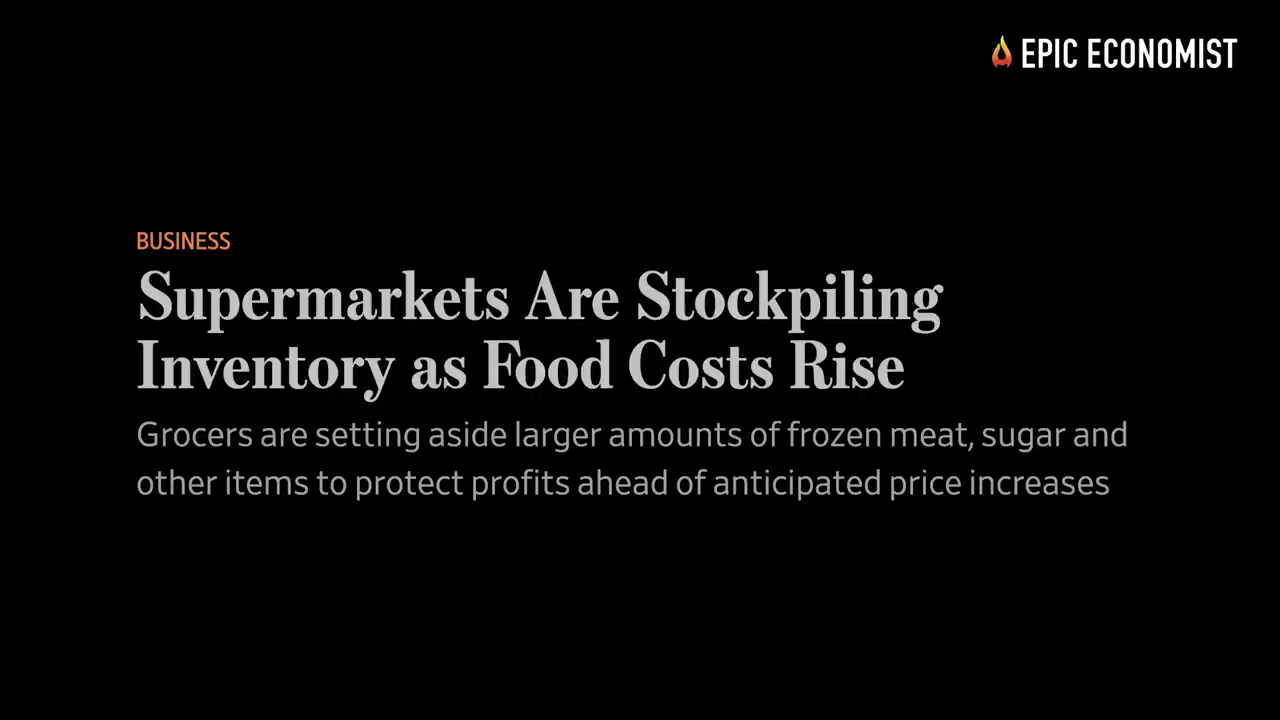 EPIC ECONOMIST
BUSINESS
Supermarkets Are Stockpiling
Inventory as Food Costs Rise
Grocers are setting aside larger amounts of frozen meat, sugar and
other items to protect profits ahead of anticipated price increases